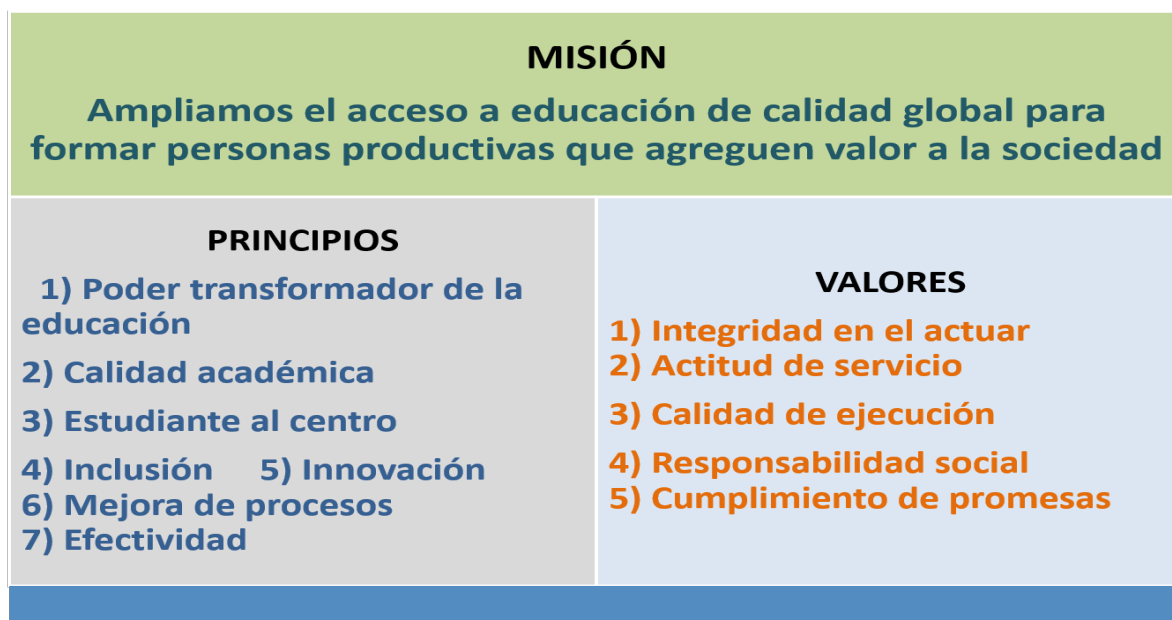 MISIÓN
Ampliamos el acceso a educación de calidad global para
formar personas productivas que agreguen valor a la sociedad
PRINCIPIOS
1) Poder transformador de la
educación
2) Calidad académica
3) Estudiante al centro
4) Inclusión 5) Innovación
6) Mejora de procesos
7) Efectividad
VALORES
1) Integridad en el actuar
2) Actitud de servicio
3) Calidad de ejecución
4) Responsabilidad social
5) Cumplimiento de promesas